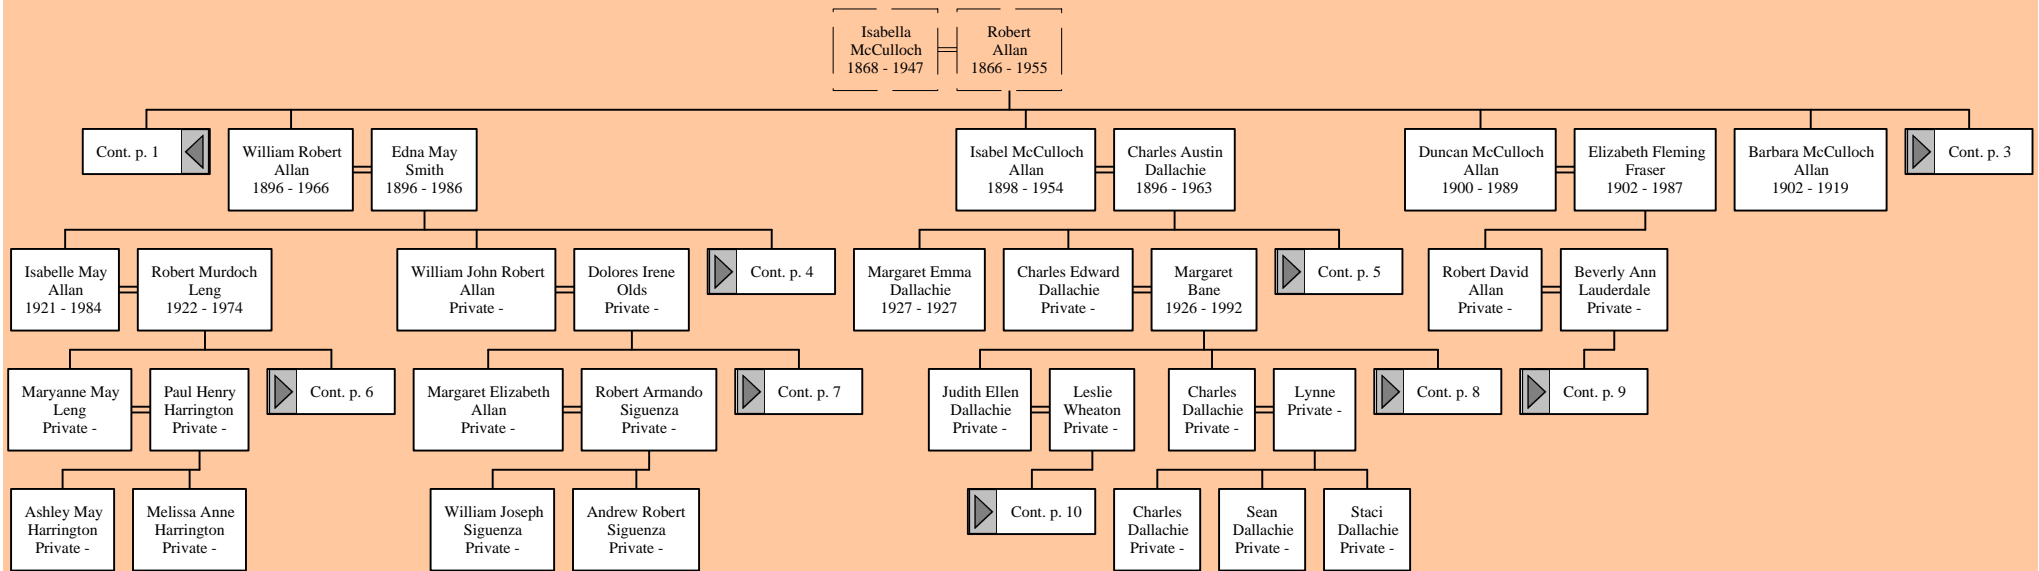 Isabella
McCulloch
1868 - 1947
Robert
Allan
1866 - 1955
Cont. p. 1
William Robert
Allan
1896 - 1966
Edna May
Smith
1896 - 1986
Isabel McCulloch
Allan
1898 - 1954
Charles Austin
Dallachie
1896 - 1963
Duncan McCulloch
Allan
1900 - 1989
Elizabeth Fleming
Fraser
1902 - 1987
Barbara McCulloch
Allan
1902 - 1919
Cont. p. 3
Isabelle May
Allan
1921 - 1984
Robert Murdoch
Leng
1922 - 1974
William John Robert
Allan
Private -
Dolores Irene
Olds
Private -
Cont. p. 4
Margaret Emma
Dallachie
1927 - 1927
Charles Edward
Dallachie
Private -
Margaret
Bane
1926 - 1992
Cont. p. 5
Robert David
Allan
Private -
Beverly Ann
Lauderdale
Private -
Maryanne May
Leng
Private -
Paul Henry
Harrington
Private -
Cont. p. 6
Margaret Elizabeth
Allan
Private -
Robert Armando
Siguenza
Private -
Cont. p. 7
Judith Ellen
Dallachie
Private -
Leslie
Wheaton
Private -
Charles
Dallachie
Private -
Lynne
Private -
Cont. p. 8
Cont. p. 9
Ashley May
Harrington
Private -
Melissa Anne
Harrington
Private -
William Joseph
Siguenza
Private -
Andrew Robert
Siguenza
Private -
Cont. p. 10
Charles
Dallachie
Private -
Sean
Dallachie
Private -
Staci
Dallachie
Private -